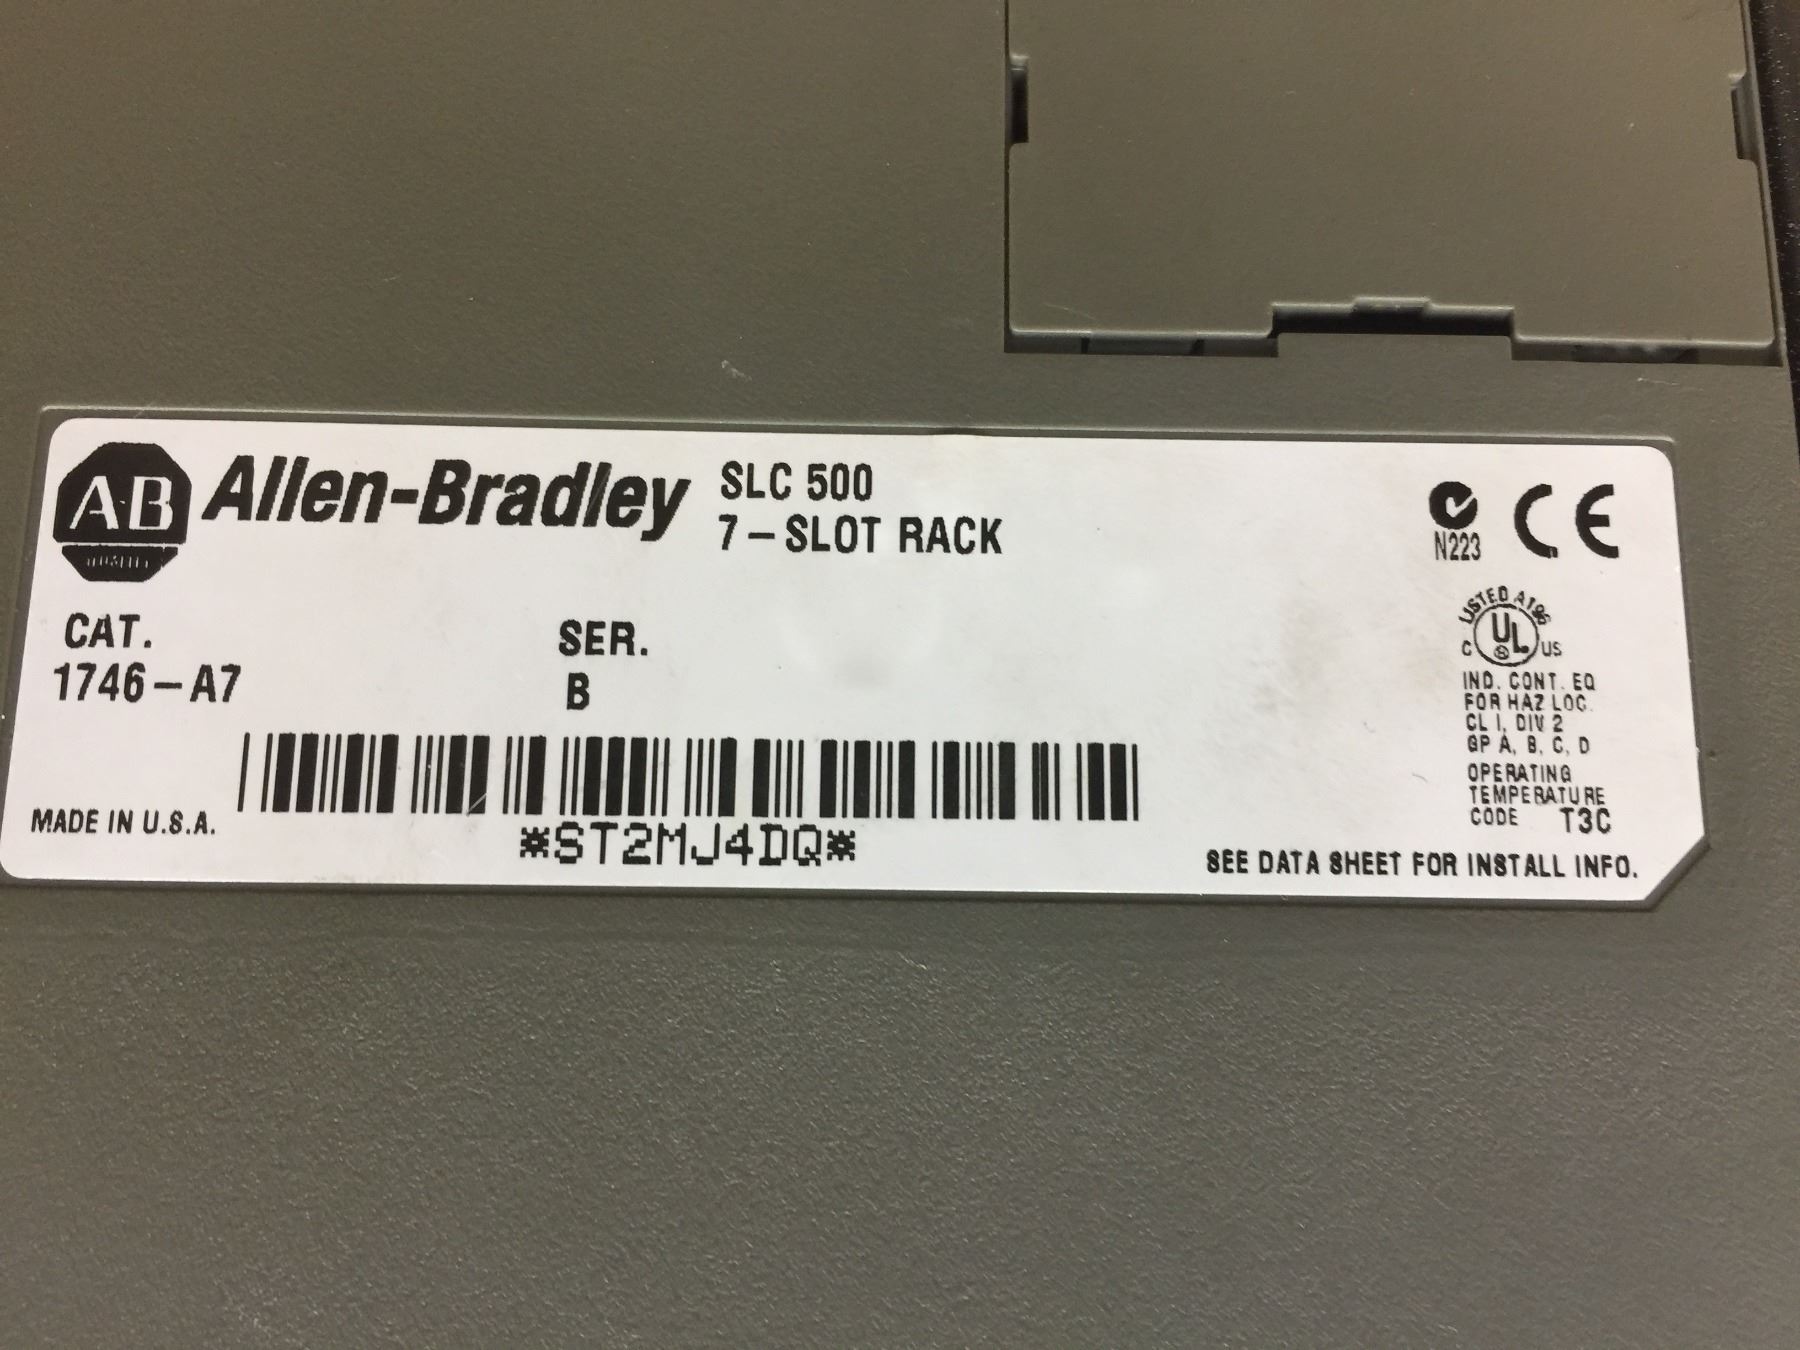 AB
Allen-Bradley
SLC 500
7-SLOT RACK
N223
CE
CAT.
1746-A7
SER.
B
LISTED
C UL US
IND. CONT. EQ
FOR HAZ LOC.
CL I, DIV 2
GP A, B, C, D
OPERATING
TEMPERATURE
CODE T3C
MADE IN U.S.A.
*ST2MJ4DQ*
SEE DATA SHEET FOR INSTALL INFO.